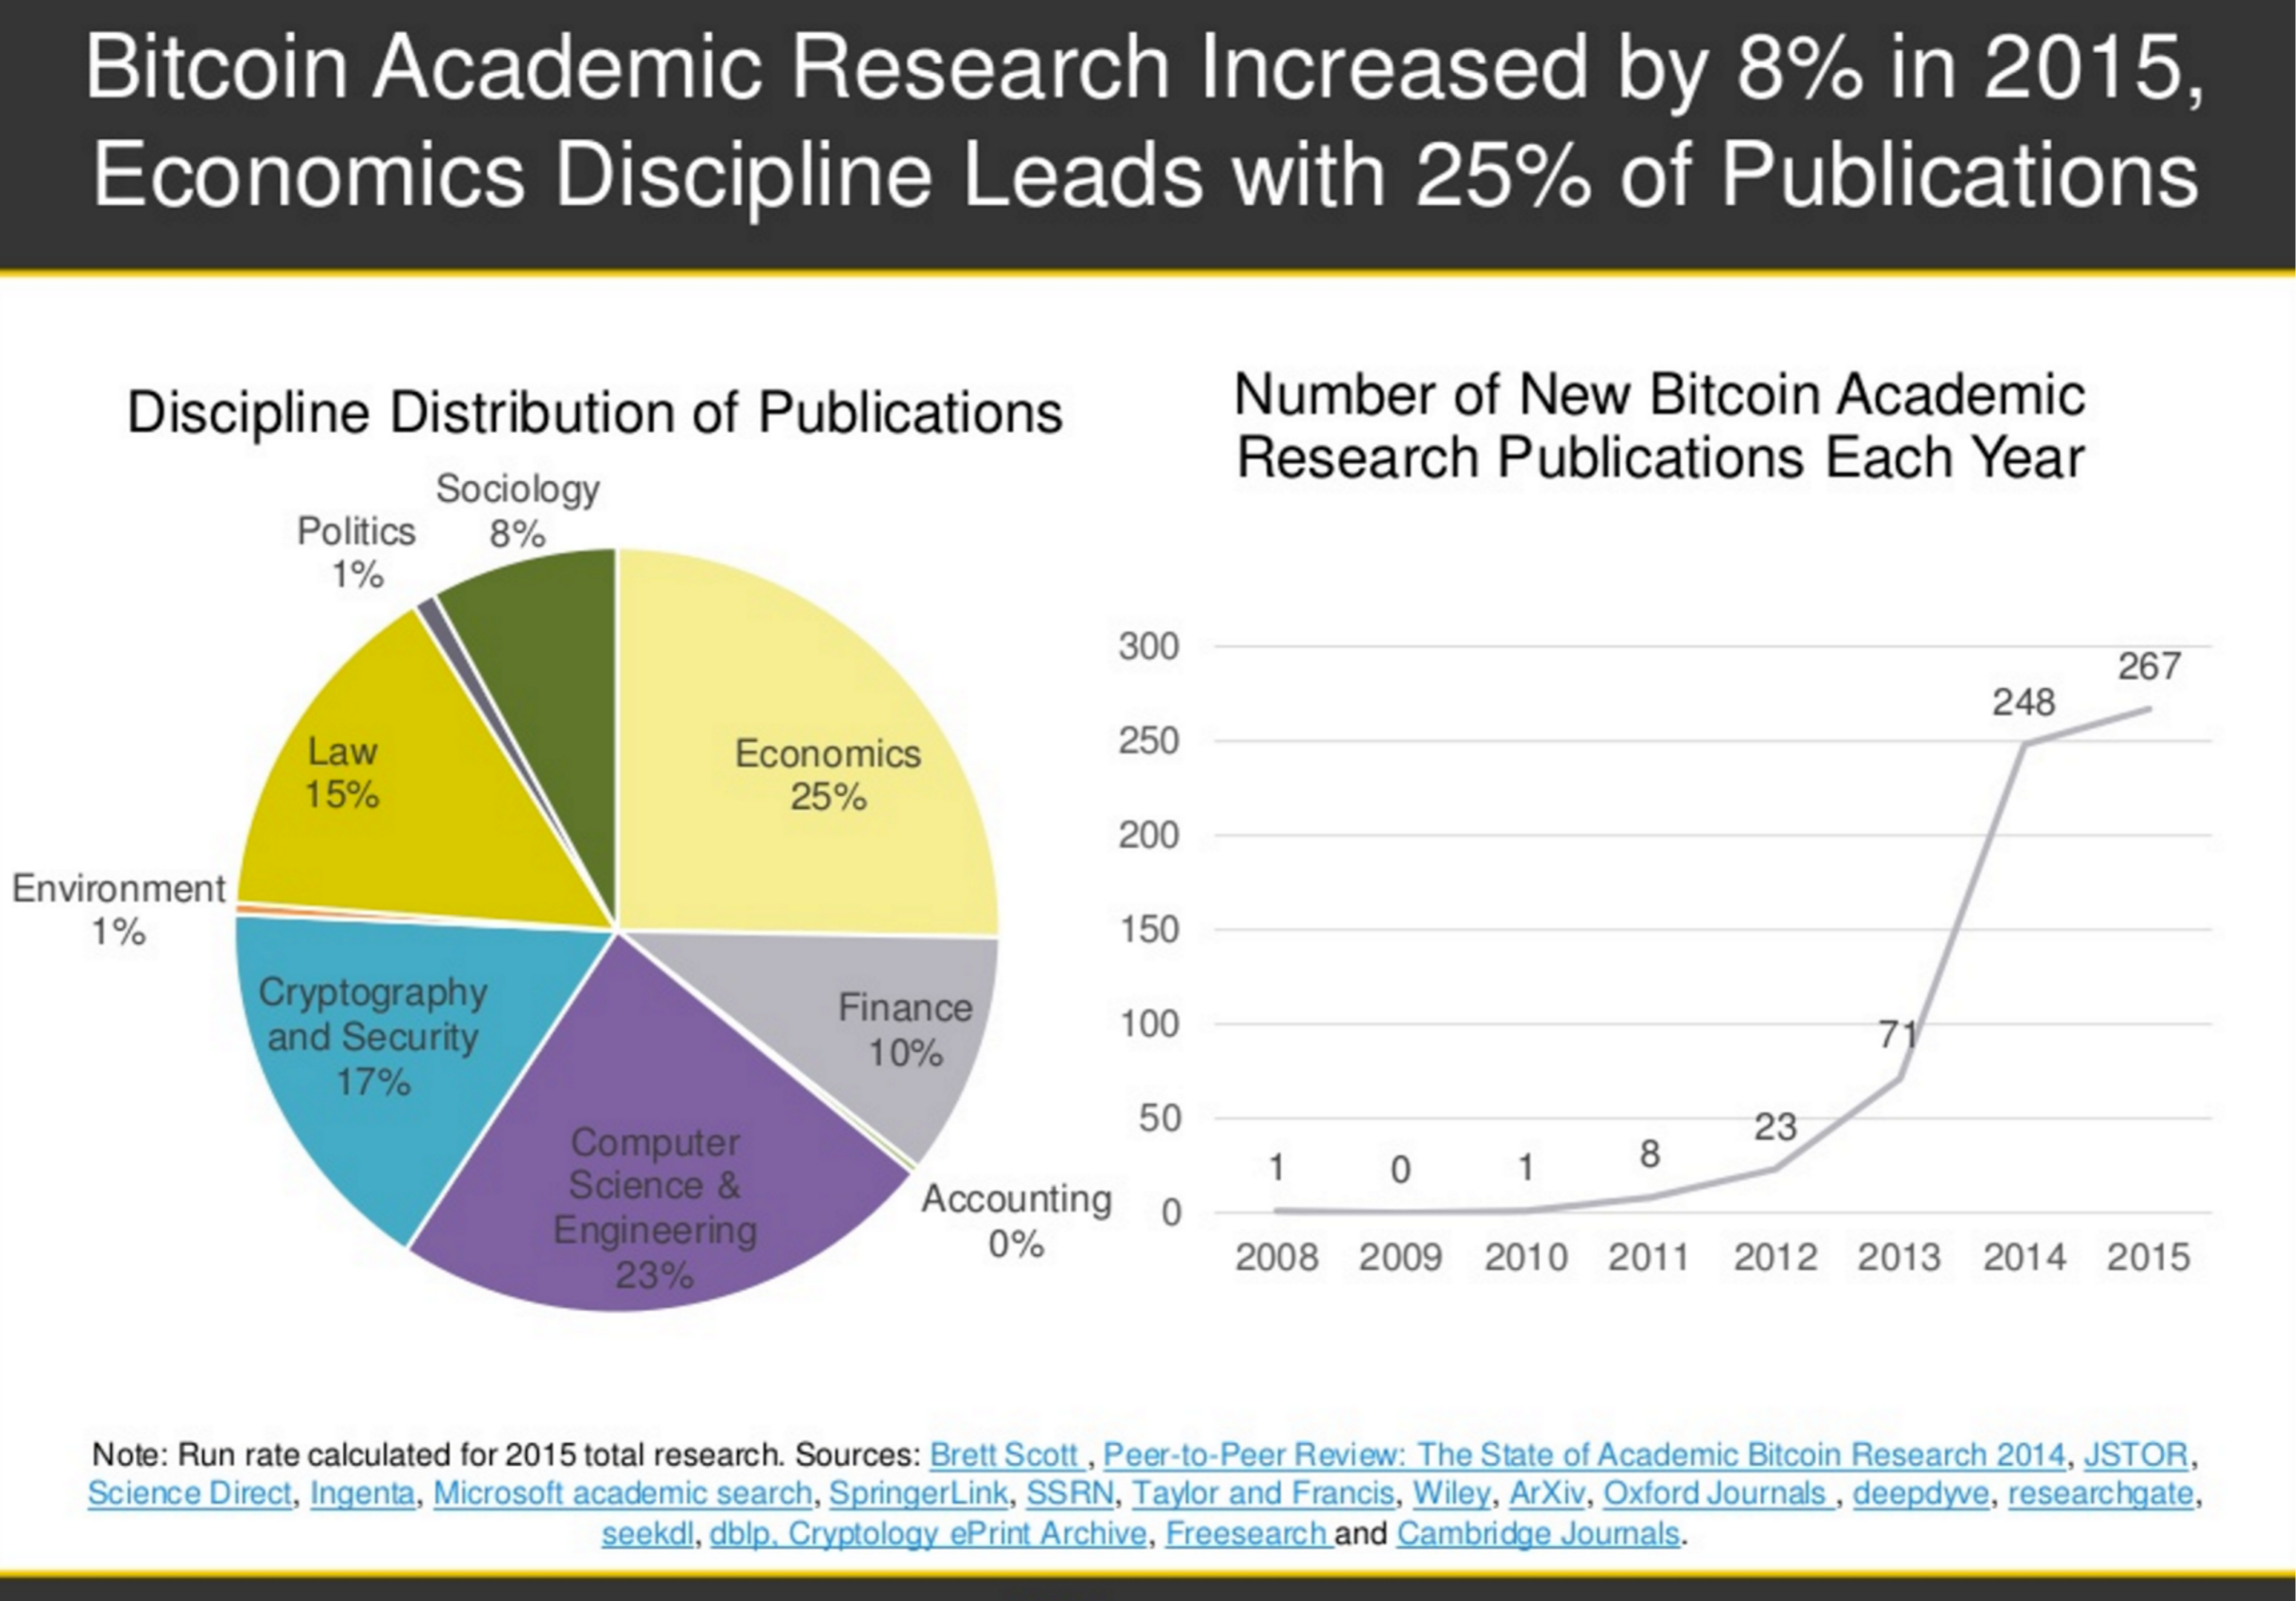 Bitcoin Academic Research Increased by 8% in 2015,
Economics Discipline Leads with 25% of Publications
Discipline Distribution of Publications
Sociology
8%
Politics
1%
Law
15%
Economics
25%
Environment
1%
Cryptography
and Security
17%
Finance
10%
Computer
Science &
Engineering
23%
Accounting
0%
Number of New Bitcoin Academic
Research Publications Each Year
300
250
200
150
100
50
0
1
0
1
8
23
71
248
267
2008 2009 2010 2011 2012 2013 2014 2015
Note: Run rate calculated for 2015 total research. Sources: Brett Scott , Peer-to-Peer Review: The State of Academic Bitcoin Research 2014, JSTOR,
Science Direct, Ingenta, Microsoft academic search, SpringerLink, SSRN, Taylor and Francis, Wiley, ArXiv, Oxford Journals , deepdyve, researchgate,
seekdl, dblp, Cryptology ePrint Archive, Freesearch and Cambridge Journals.